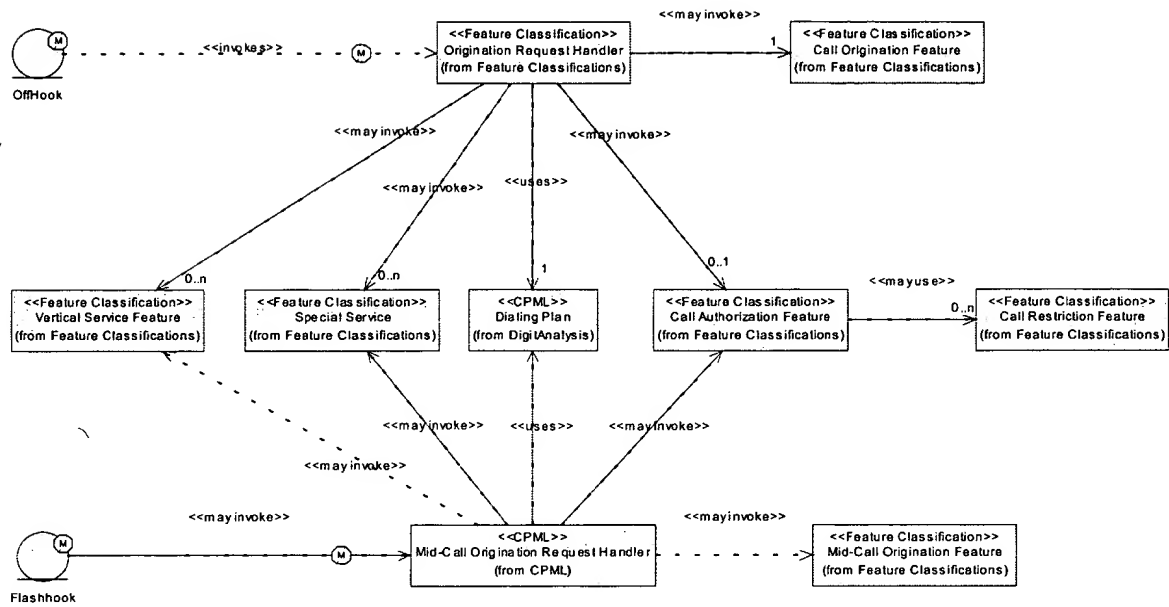 <<may invoke>>
<<Feature Classification>>
Origination Request Handler
(from Feature Classifications)
<<Feature Classification>>
Call Origination Feature
(from Feature Classifications)
M
<<invokes>>
M
1
OffHook
<<may invoke>>
<<may invoke>>
<<may invoke>>
<<uses>>
0..n
0..n
1
0..1
<<Feature Classification>>
Vertical Service Feature
(from Feature Classifications)
<<Feature Classification>>
Special Service
(from Feature Classifications)
<<CPML>>
Dialing Plan
(from DigitAnalysis)
<<Feature Classification>>
Call Authorization Feature
(from Feature Classifications)
<<may use>>
0..n
<<Feature Classification>>
Call Restriction Feature
(from Feature Classifications)
<<may invoke>>
<<uses>>
<<may invoke>>
<<may invoke>>
<<may invoke>>
<<may invoke>>
M
M
<<CPML>>
Mid-Call Origination Request Handler
(from CPML)
<<Feature Classification>>
Mid-Call Origination Feature
(from Feature Classifications)
Flashhook